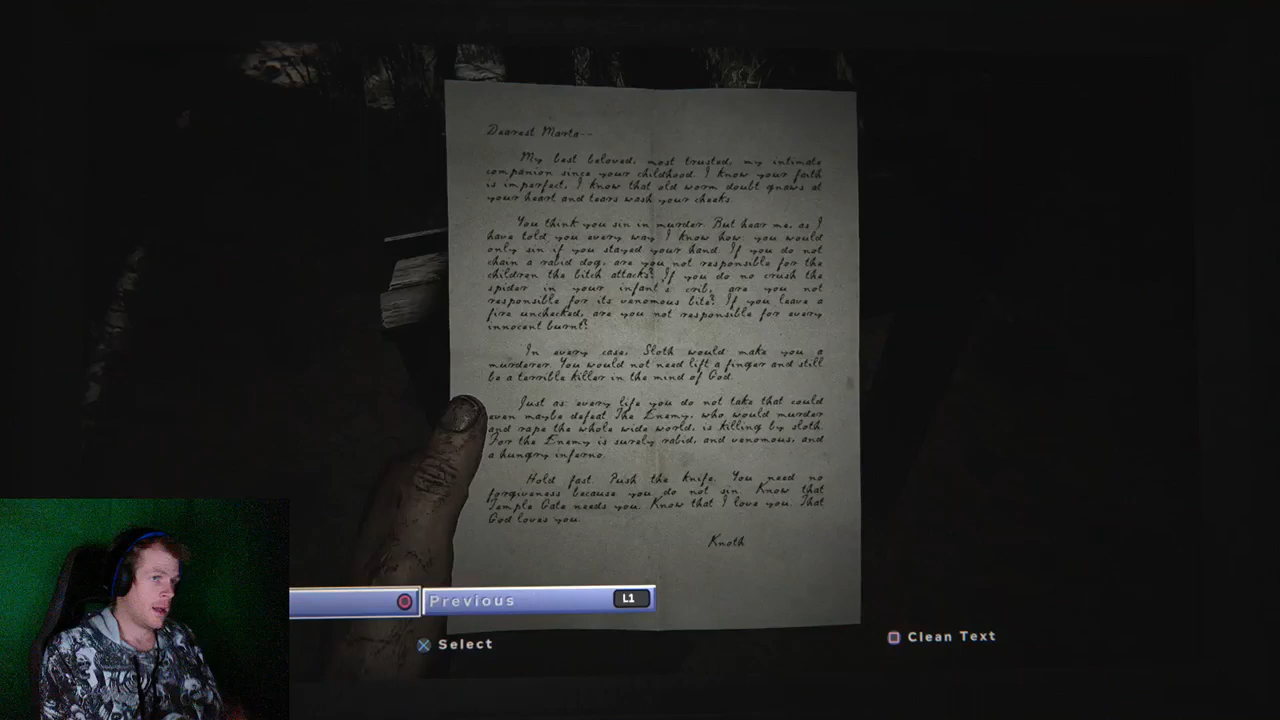 Dearest Marta--
My best beloved, most trusted, my intimate
companion since your childhood. I know your faith
is imperfect, I know that old worm doubt gnaws at
your heart and tears wash your cheeks.
You think you sin in murder. But hear me, as I
have told you every way I know how: you would
only sin if you stayed your hand. If you do not
chain a rabid dog, are you not responsible for the
children the bitch attacks? If you do no crush the
spider in your infant's crib, are you not
responsible for its venomous bite? If you leave a
fire unchecked, are you not responsible for every
innocent burnt?
In every case, Sloth would make you a
murderer. You would not need lift a finger and still
be a terrible killer in the mind of God.
Just as: every life you do not take that could
even maybe defeat The Enemy, who would murder
and rape the whole wide world, is killing by sloth.
For the Enemy is surely rabid, and venomous, and
a hungry inferno.
Hold fast. Push the knife. You need no
forgiveness because you do not sin. Know that
Temple Gate needs you. Know that I love you. That
God loves you.
Knoth
Previous L1
Select
Clean Text